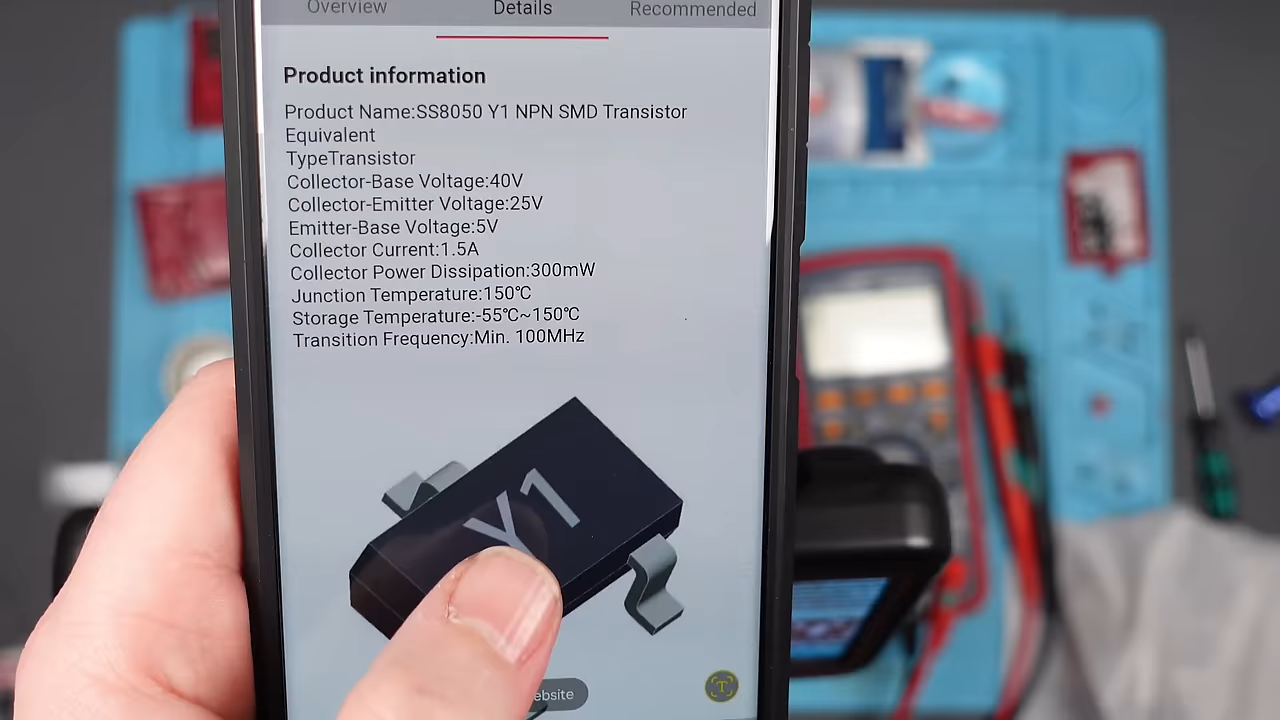 Overview Details Recommended
Product information
Product Name:SS8050 Y1 NPN SMD Transistor
Equivalent
TypeTransistor
Collector-Base Voltage:40V
Collector-Emitter Voltage:25V
Emitter-Base Voltage:5V
Collector Current:1.5A
Collector Power Dissipation:300mW
Junction Temperature:150℃
Storage Temperature:-55℃~150℃
Transition Frequency:Min. 100MHz
Y1
T